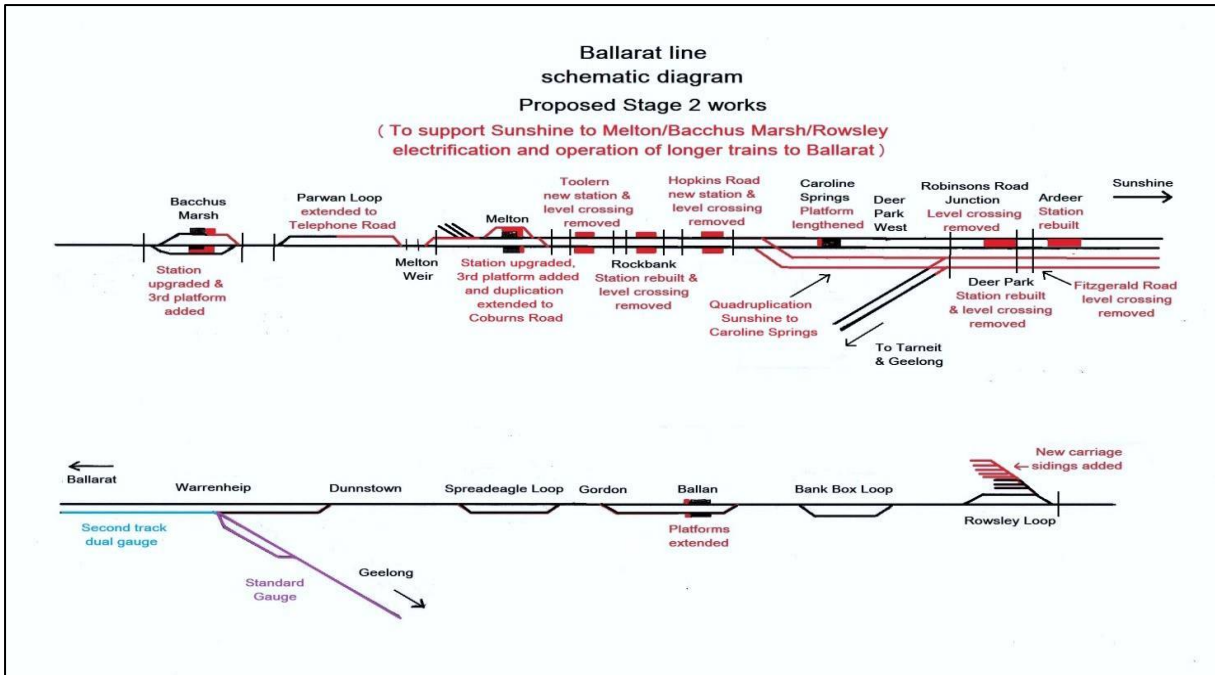 Ballarat line
schematic diagram
Proposed Stage 2 works
( To support Sunshine to Melton/Bacchus Marsh/Rowsley
electrification and operation of longer trains to Ballarat )
Bacchus
Marsh
Station
upgraded &
3rd platform
added
Parwan Loop
extended to
Telephone Road
Melton
Weir
Melton
Station upgraded,
3rd platform added
and duplication
extended to
Coburns Road
Toolern
new station &
level crossing
removed
Rockbank
Station rebuilt &
level crossing
removed
Hopkins Road
new station &
level crossing
removed
Caroline
Springs
Platform
lengthened
Quadruplication
Sunshine to
Caroline Springs
Deer
Park
West
To Tarneit
& Geelong
Robinsons Road
Junction
Level crossing
removed
Deer Park
Station rebuilt
& level crossing
removed
Ardeer
Station
rebuilt
Fitzgerald Road
level crossing
removed
Sunshine
Ballarat
Second track
dual gauge
Warrenheip
Standard
Gauge
Geelong
Dunnstown
Spreadeagle Loop
Gordon
Ballan
Platforms
extended
Bank Box Loop
New carriage
sidings added
Rowsley Loop